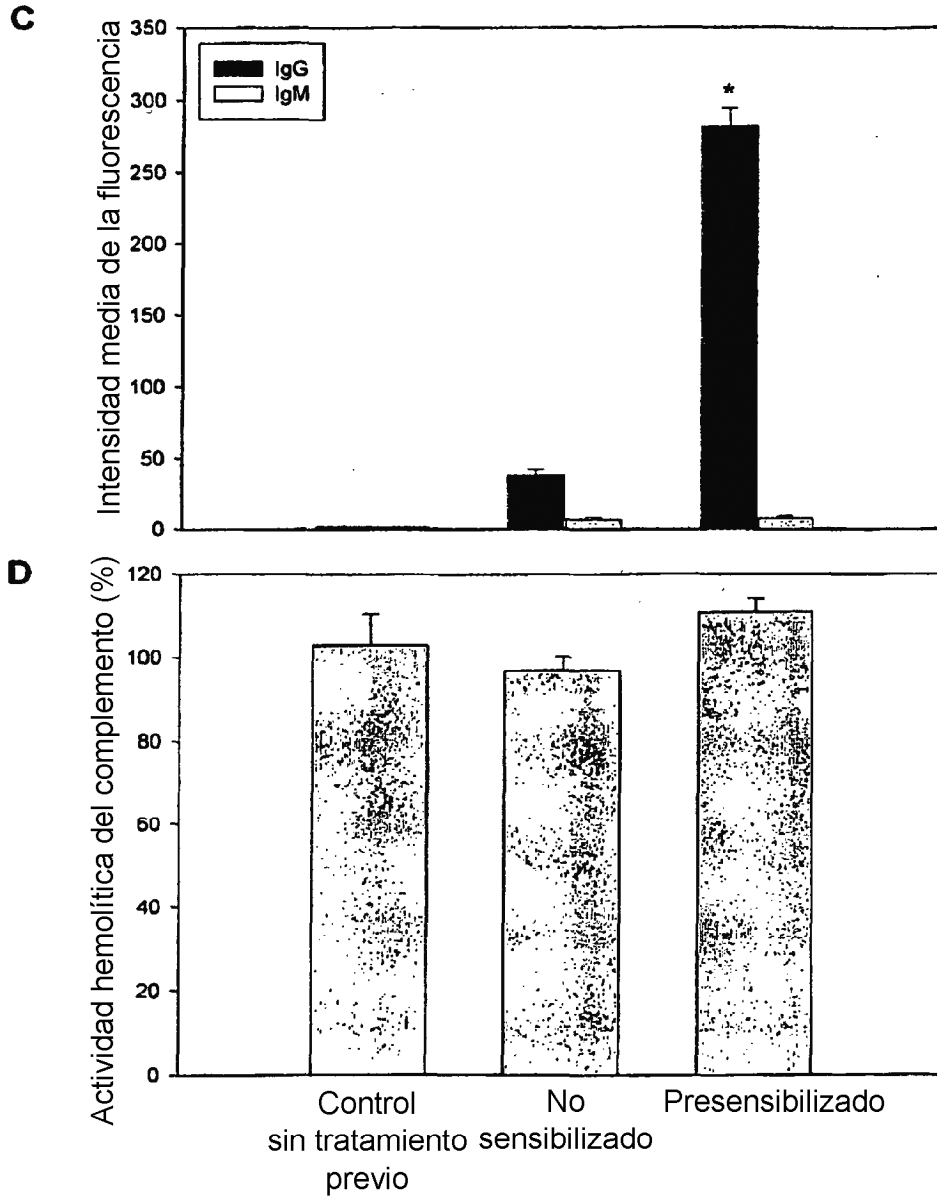 C
Intensidad media de la fluorescencia
350
300
250
200
150
100
50
0
IgG
IgM
*
D
Actividad hemolítica del complemento (%)
120
100
80
60
40
20
0
Control
sin tratamiento
previo
No
sensibilizado
Presensibilizado